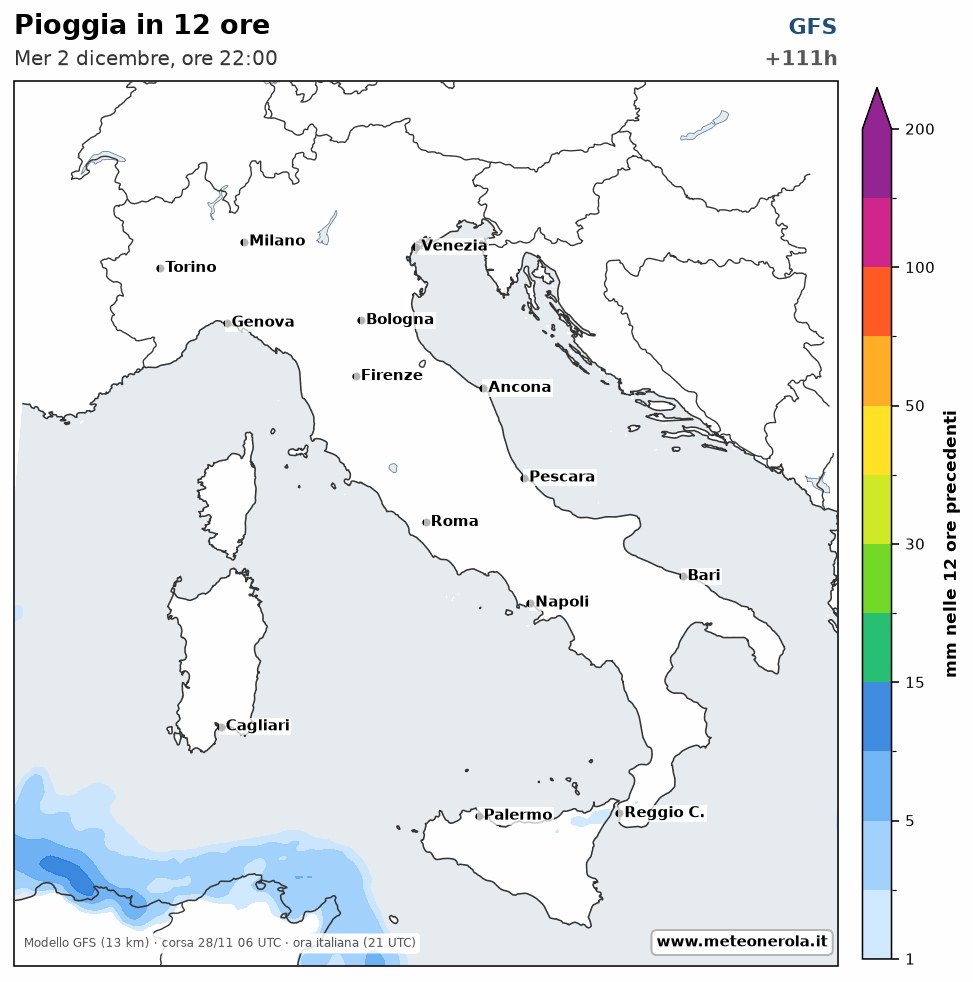 Pioggia in 12 ore
GFS
Mer 2 dicembre, ore 22:00
+111h
200
Milano
Venezia
Torino
100
Genova
Bologna
Firenze
Ancona
50
Pescara
Roma
30
Bari
Napoli
mm nelle 12 ore precedenti
15
Cagliari
Palermo
Reggio C.
5
Modello GFS (13 km) · corsa 28/11 06 UTC · ora italiana (21 UTC)
www.meteonerola.it
1